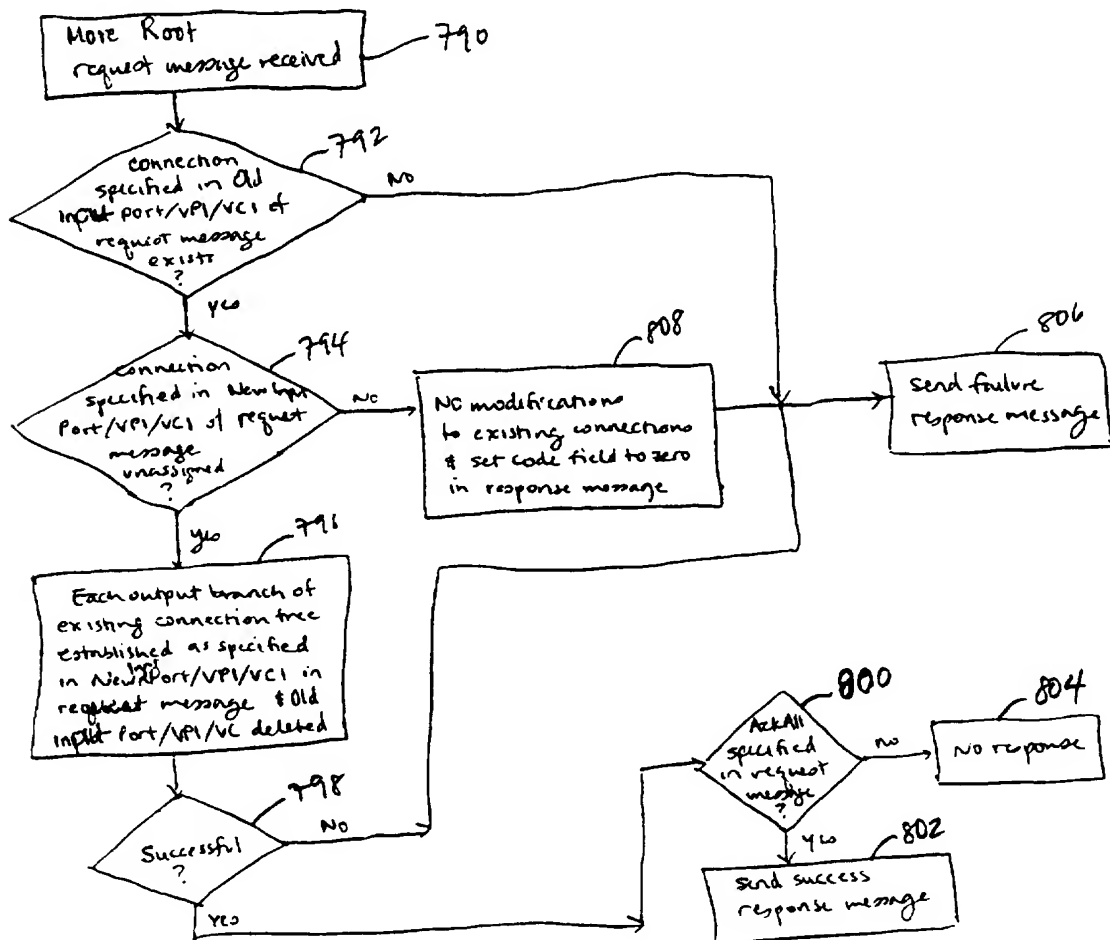 More Root
request message received
790
connection
specified in Old
Input Port/VPI/VCI of
request message
exists
?
792
No
yes
connection
specified in New Input
Port/VPI/VCI of request
message
unassigned
?
794
No
808
No modifications
to existing connections
& set code field to zero
in response message
806
send failure
response message
yes
796
Each output branch of
existing connection tree
established as specified
in New Input Port/VPI/VCI in
request message & Old
Input Port/VPI/VC deleted
798
Successful
?
No
Yes
800
AckAll
specified
in request
message
?
no
804
No response
yes
802
send success
response message